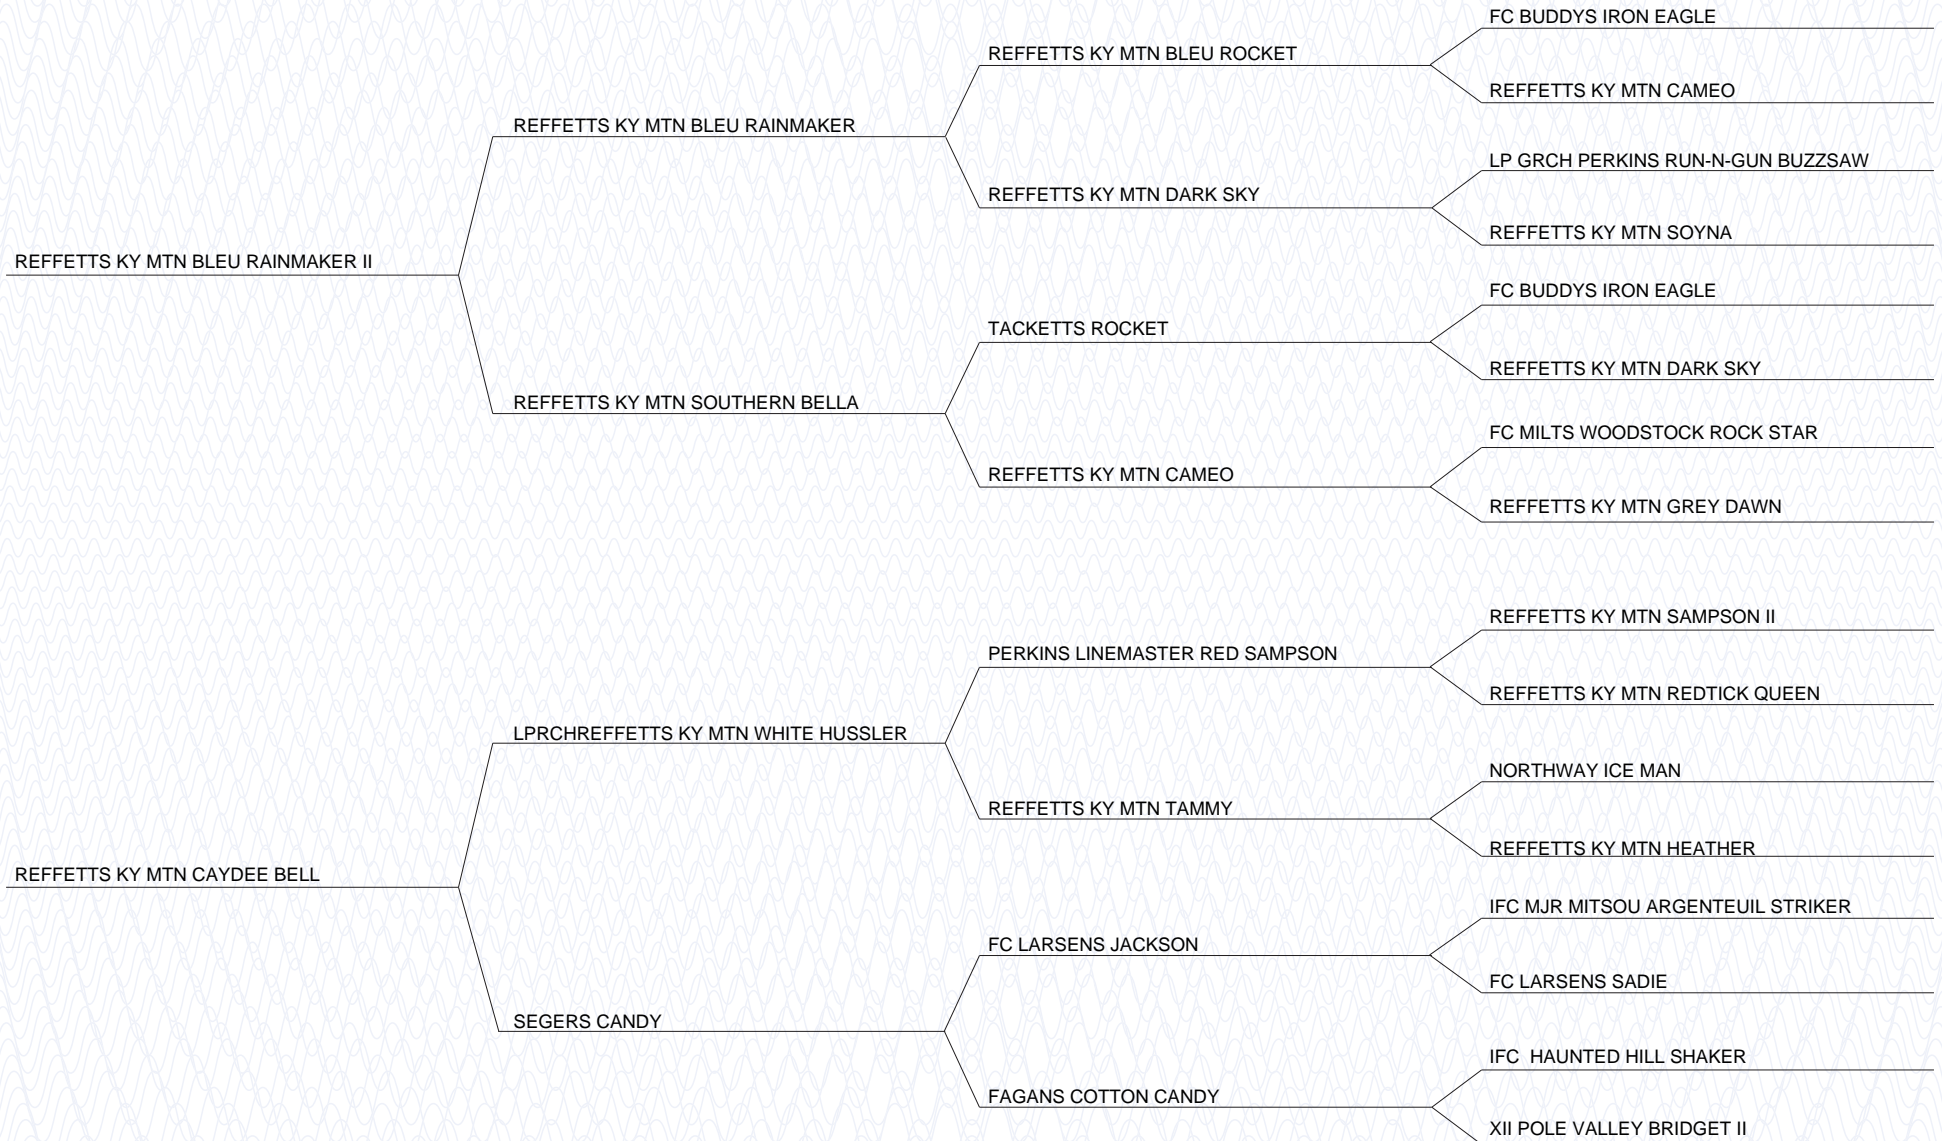 FC BUDDYS IRON EAGLE
REFFETTS KY MTN BLEU ROCKET
REFFETTS KY MTN CAMEO
REFFETTS KY MTN BLEU RAINMAKER
LP GRCH PERKINS RUN-N-GUN BUZZSAW
REFFETTS KY MTN DARK SKY
REFFETTS KY MTN SOYNA
REFFETTS KY MTN BLEU RAINMAKER II
FC BUDDYS IRON EAGLE
TACKETTS ROCKET
REFFETTS KY MTN DARK SKY
REFFETTS KY MTN SOUTHERN BELLA
FC MILTS WOODSTOCK ROCK STAR
REFFETTS KY MTN CAMEO
REFFETTS KY MTN GREY DAWN
REFFETTS KY MTN SAMPSON II
PERKINS LINEMASTER RED SAMPSON
REFFETTS KY MTN REDTICK QUEEN
LPRCHREFFETTS KY MTN WHITE HUSSLER
NORTHWAY ICE MAN
REFFETTS KY MTN TAMMY
REFFETTS KY MTN HEATHER
REFFETTS KY MTN CAYDEE BELL
IFC MJR MITSOU ARGENTEUIL STRIKER
FC LARSENS JACKSON
FC LARSENS SADIE
SEGERS CANDY
IFC  HAUNTED HILL SHAKER
FAGANS COTTON CANDY
XII POLE VALLEY BRIDGET II